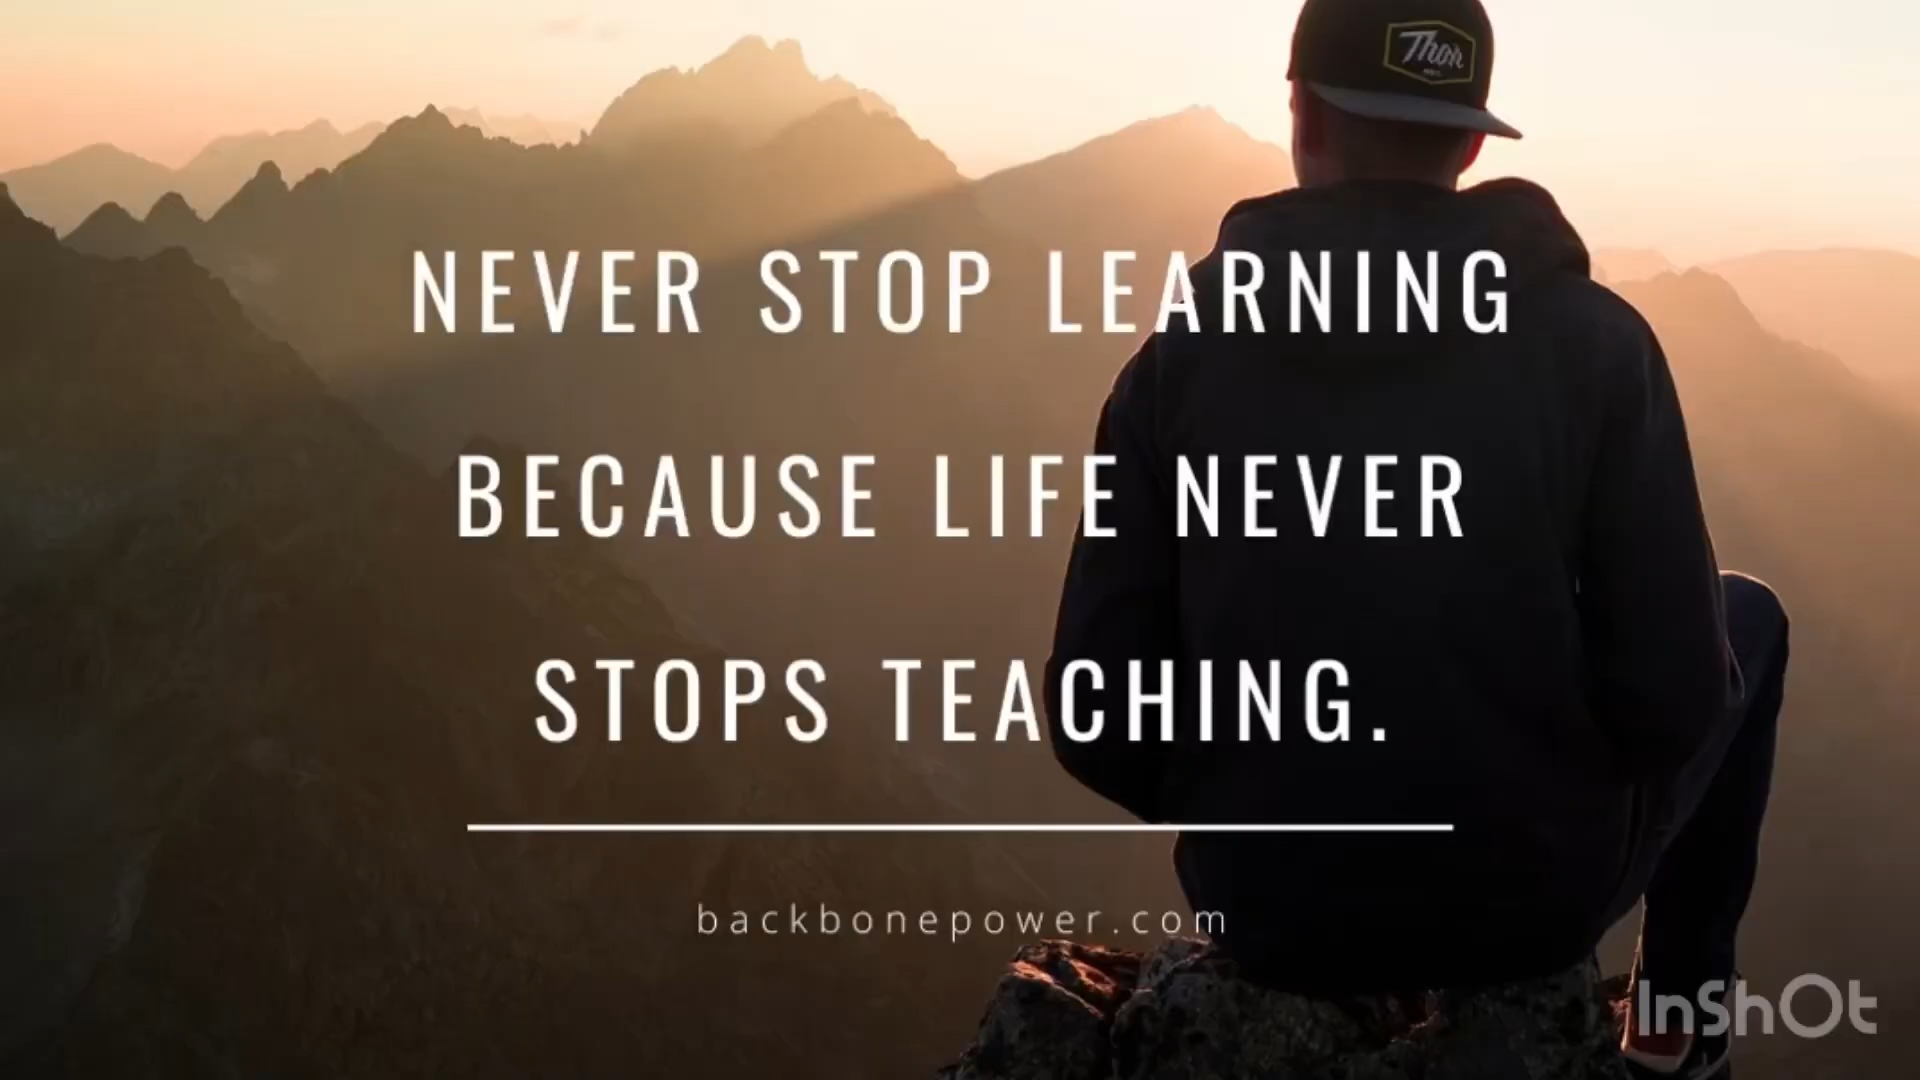 Thor
NEVER STOP LEARNING
BECAUSE LIFE NEVER
STOPS TEACHING.
backbonepower.com
InShOt